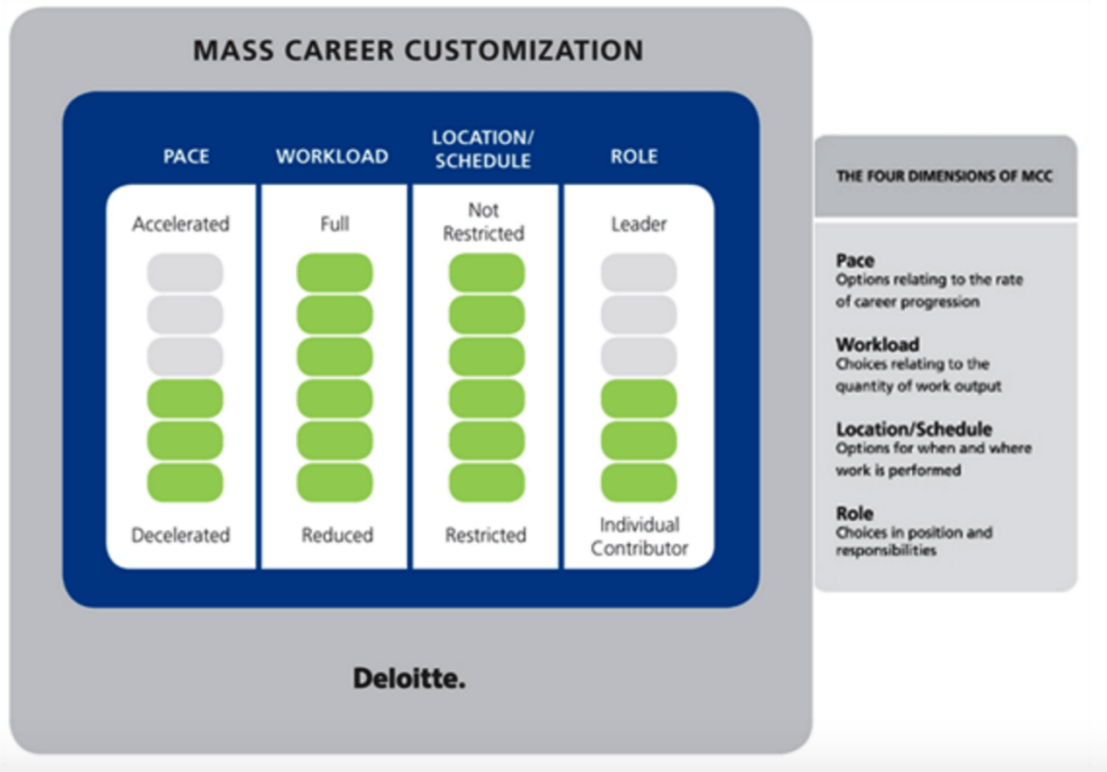 MASS CAREER CUSTOMIZATION
PACE
WORKLOAD
LOCATION/
SCHEDULE
ROLE
Accelerated
Full
Not
Restricted
Leader
Decelerated
Reduced
Restricted
Individual
Contributor
Deloitte.
THE FOUR DIMENSIONS OF MCC
Pace
Options relating to the rate
of career progression
Workload
Choices relating to the
quantity of work output
Location/Schedule
Options for when and where
work is performed
Role
Choices in position and
responsibilities